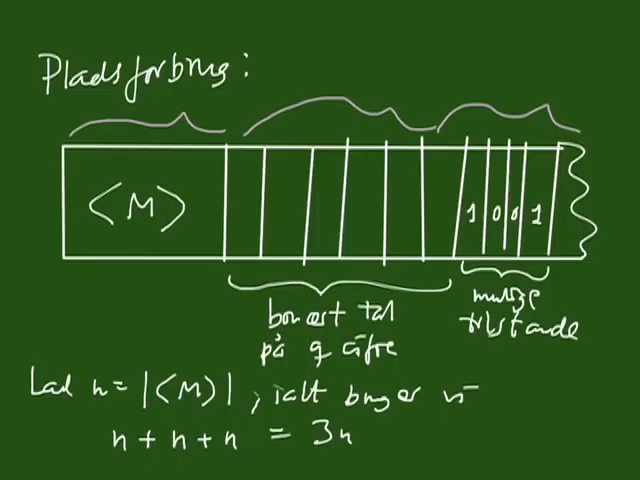 Pladsforbrug:
⟨M⟩
1 0 0 1
binært tal
på q cifre
mulige
tilstande
Lad n = |⟨M⟩|, ialt bruger vi
n + n + n = 3n